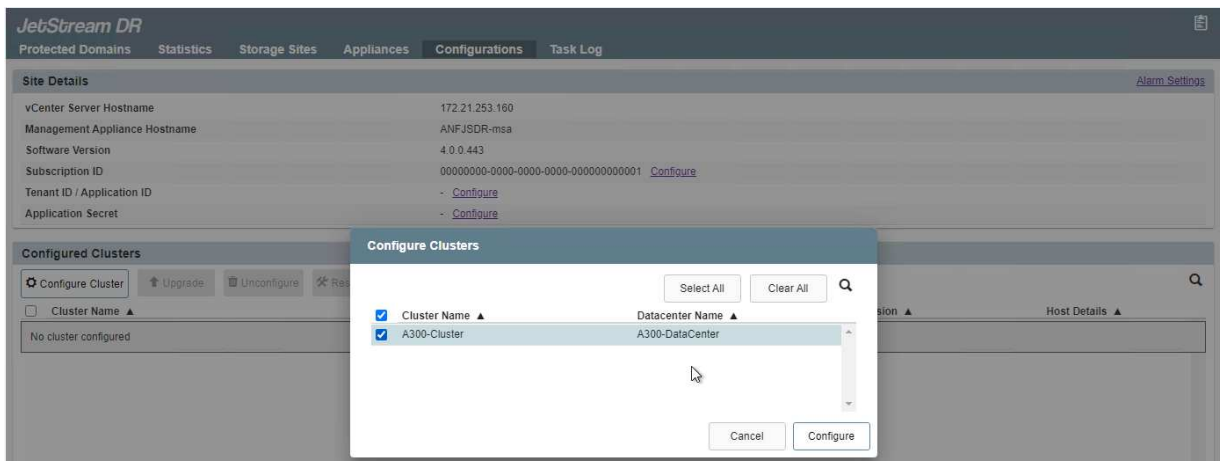 JetStream DR
Protected Domains Statistics Storage Sites Appliances Configurations Task Log
Site Details Alarm Settings
vCenter Server Hostname 172.21.253.160
Management Appliance Hostname ANFJSDR-msa
Software Version 4.0.0.443
Subscription ID 00000000-0000-0000-0000-000000000001 Configure
Tenant ID / Application ID - Configure
Application Secret - Configure
Configured Clusters
Configure Cluster Upgrade Unconfigure
Cluster Name ▲ Host Details ▲
No cluster configured
Configure Clusters
Select All Clear All
Cluster Name ▲ Datacenter Name ▲
A300-Cluster A300-DataCenter
Cancel Configure